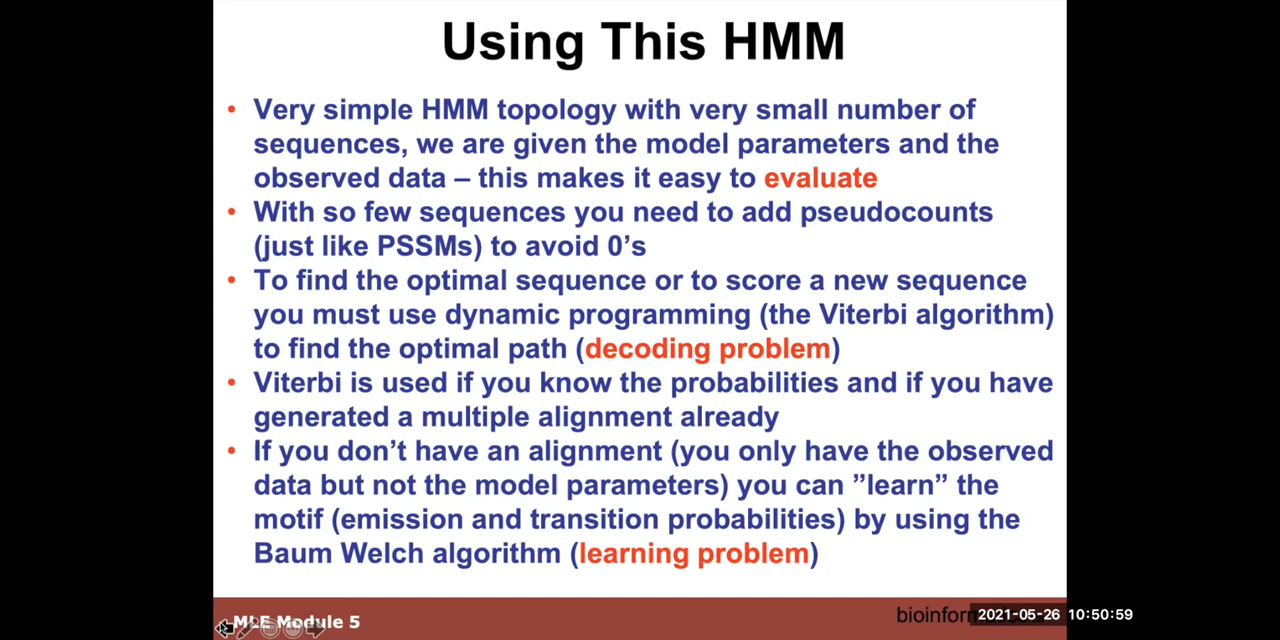 Using This HMM
• Very simple HMM topology with very small number of
sequences, we are given the model parameters and the
observed data – this makes it easy to evaluate
• With so few sequences you need to add pseudocounts
(just like PSSMs) to avoid 0's
• To find the optimal sequence or to score a new sequence
you must use dynamic programming (the Viterbi algorithm)
to find the optimal path (decoding problem)
• Viterbi is used if you know the probabilities and if you have
generated a multiple alignment already
• If you don't have an alignment (you only have the observed
data but not the model parameters) you can ”learn” the
motif (emission and transition probabilities) by using the
Baum Welch algorithm (learning problem)
MLE Module 5
2021-05-26 10:50:59